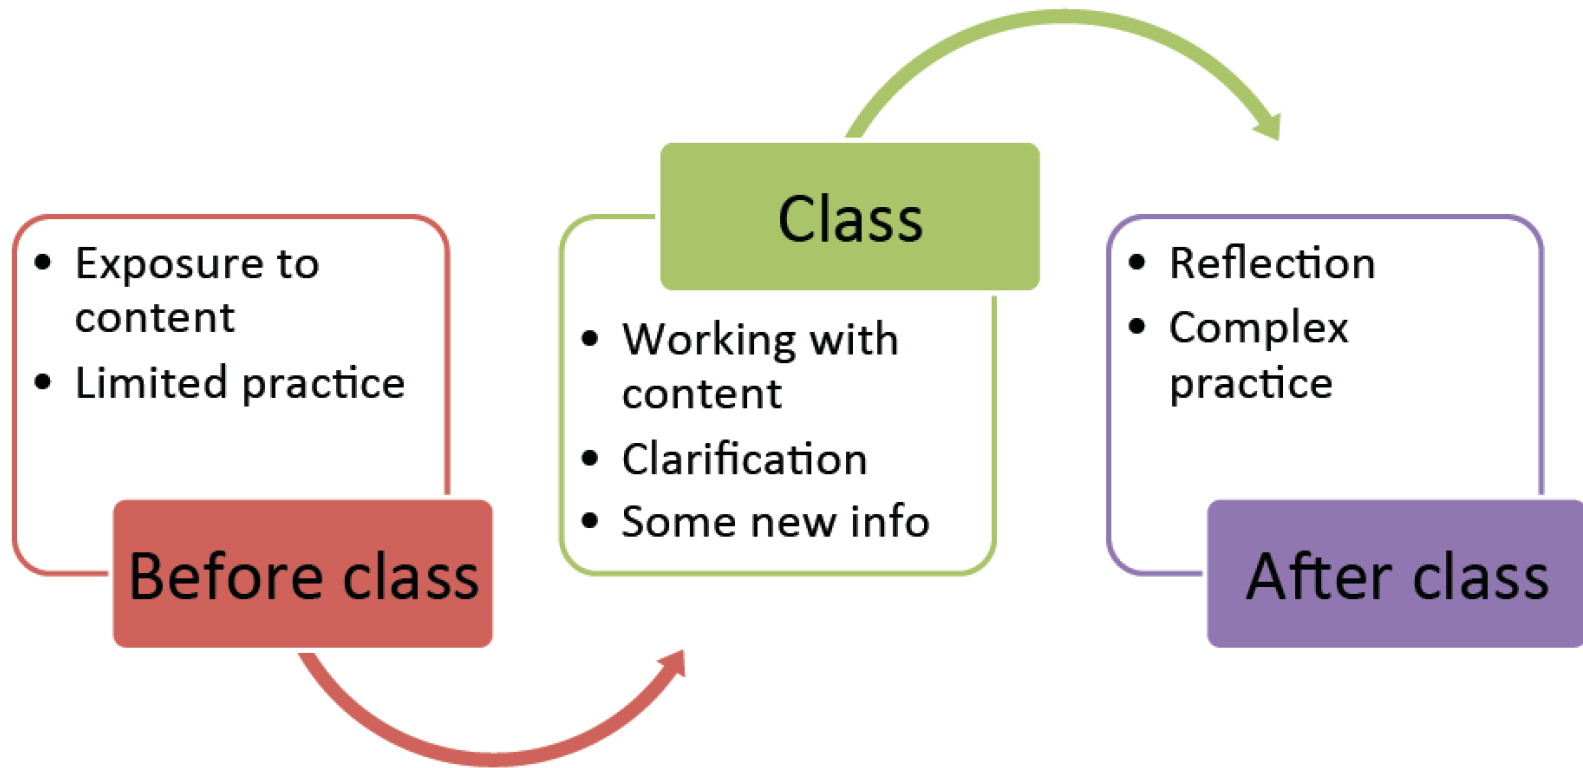 • Exposure to
content
• Limited practice
Before class
Class
• Working with
content
• Clarification
• Some new info
• Reflection
• Complex
practice
After class